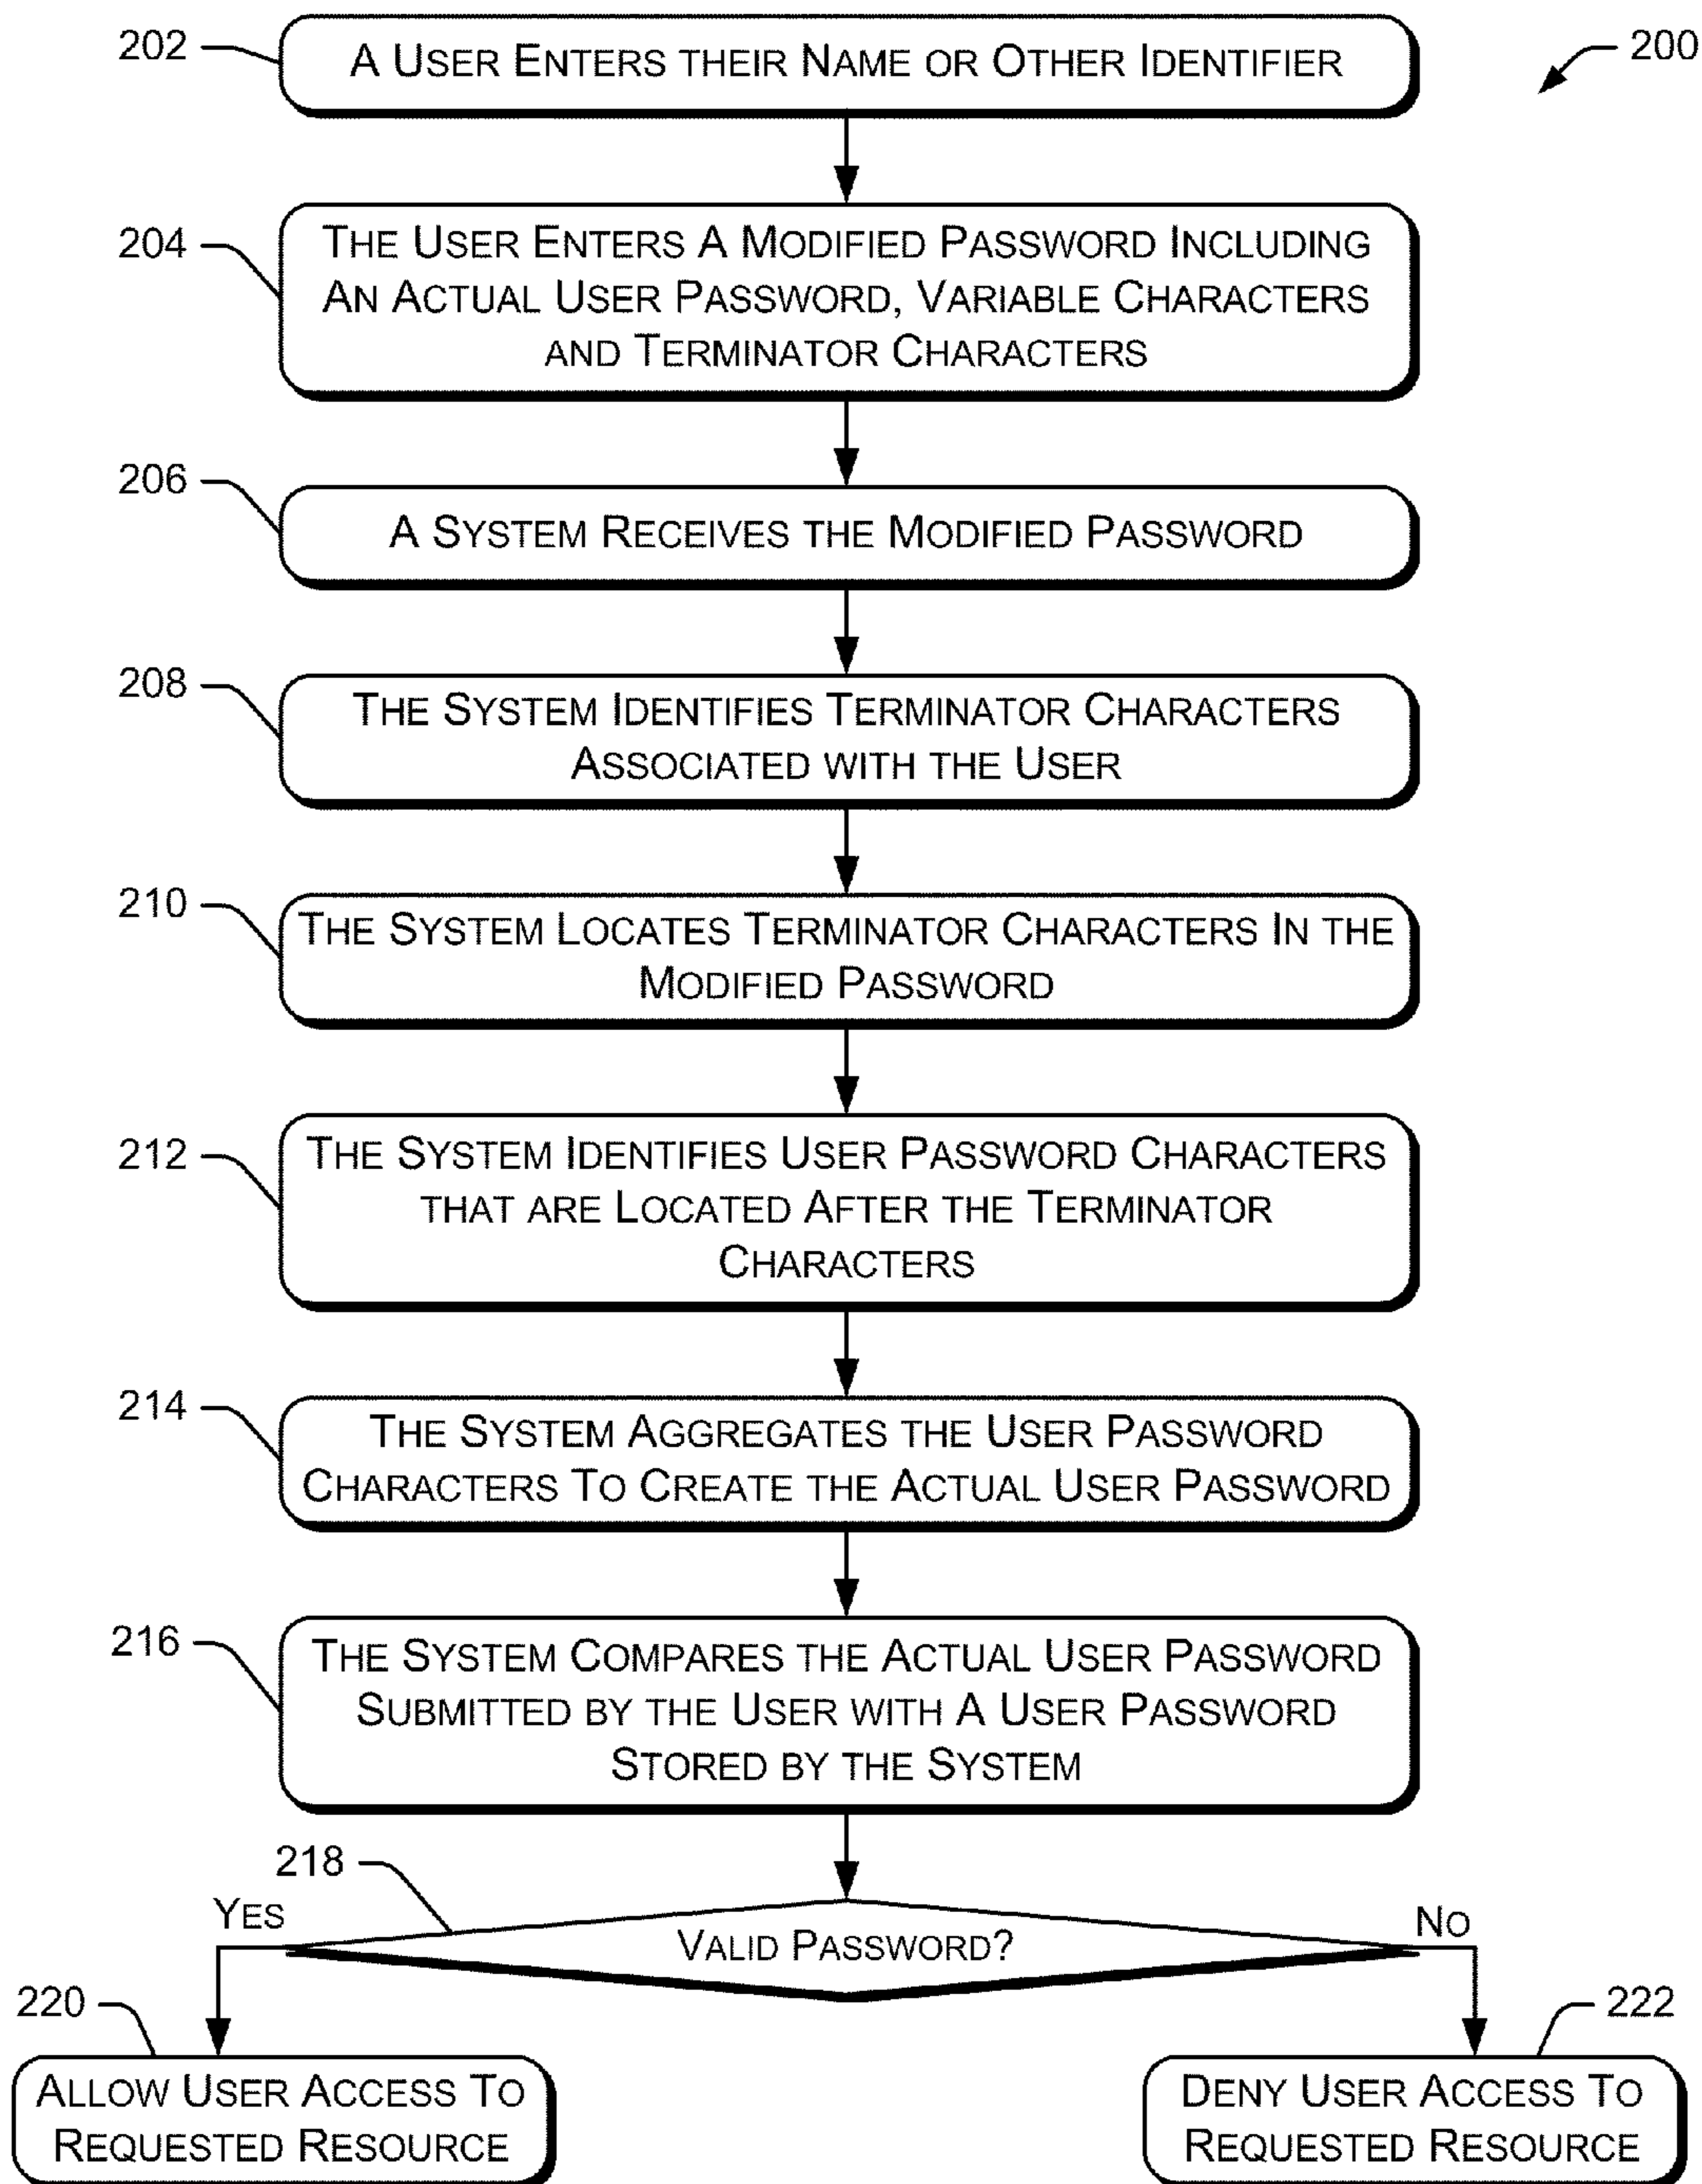 202
A USER ENTERS THEIR NAME OR OTHER IDENTIFIER
200
204
THE USER ENTERS A MODIFIED PASSWORD INCLUDING
AN ACTUAL USER PASSWORD, VARIABLE CHARACTERS
AND TERMINATOR CHARACTERS
206
A SYSTEM RECEIVES THE MODIFIED PASSWORD
208
THE SYSTEM IDENTIFIES TERMINATOR CHARACTERS
ASSOCIATED WITH THE USER
210
THE SYSTEM LOCATES TERMINATOR CHARACTERS IN THE
MODIFIED PASSWORD
212
THE SYSTEM IDENTIFIES USER PASSWORD CHARACTERS
THAT ARE LOCATED AFTER THE TERMINATOR
CHARACTERS
214
THE SYSTEM AGGREGATES THE USER PASSWORD
CHARACTERS TO CREATE THE ACTUAL USER PASSWORD
216
THE SYSTEM COMPARES THE ACTUAL USER PASSWORD
SUBMITTED BY THE USER WITH A USER PASSWORD
STORED BY THE SYSTEM
218
YES
VALID PASSWORD?
NO
220
ALLOW USER ACCESS TO
REQUESTED RESOURCE
222
DENY USER ACCESS TO
REQUESTED RESOURCE